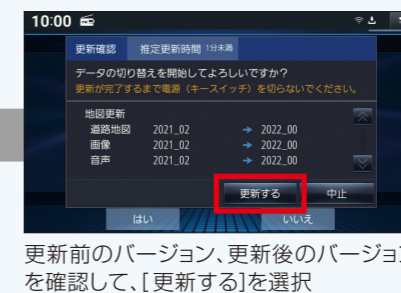 10:00
更新確認 推定更新時間 1分未満
データの切り替えを開始してよろしいですか？
更新が完了するまで電源（キースイッチ）を切らないでください。
地図更新
道路地図 2021_02 → 2022_00
画像 2021_02 → 2022_00
音声 2021_02 → 2022_00
更新する 中止
はい いいえ
更新前のバージョン、更新後のバージョン
を確認して、[更新する]を選択